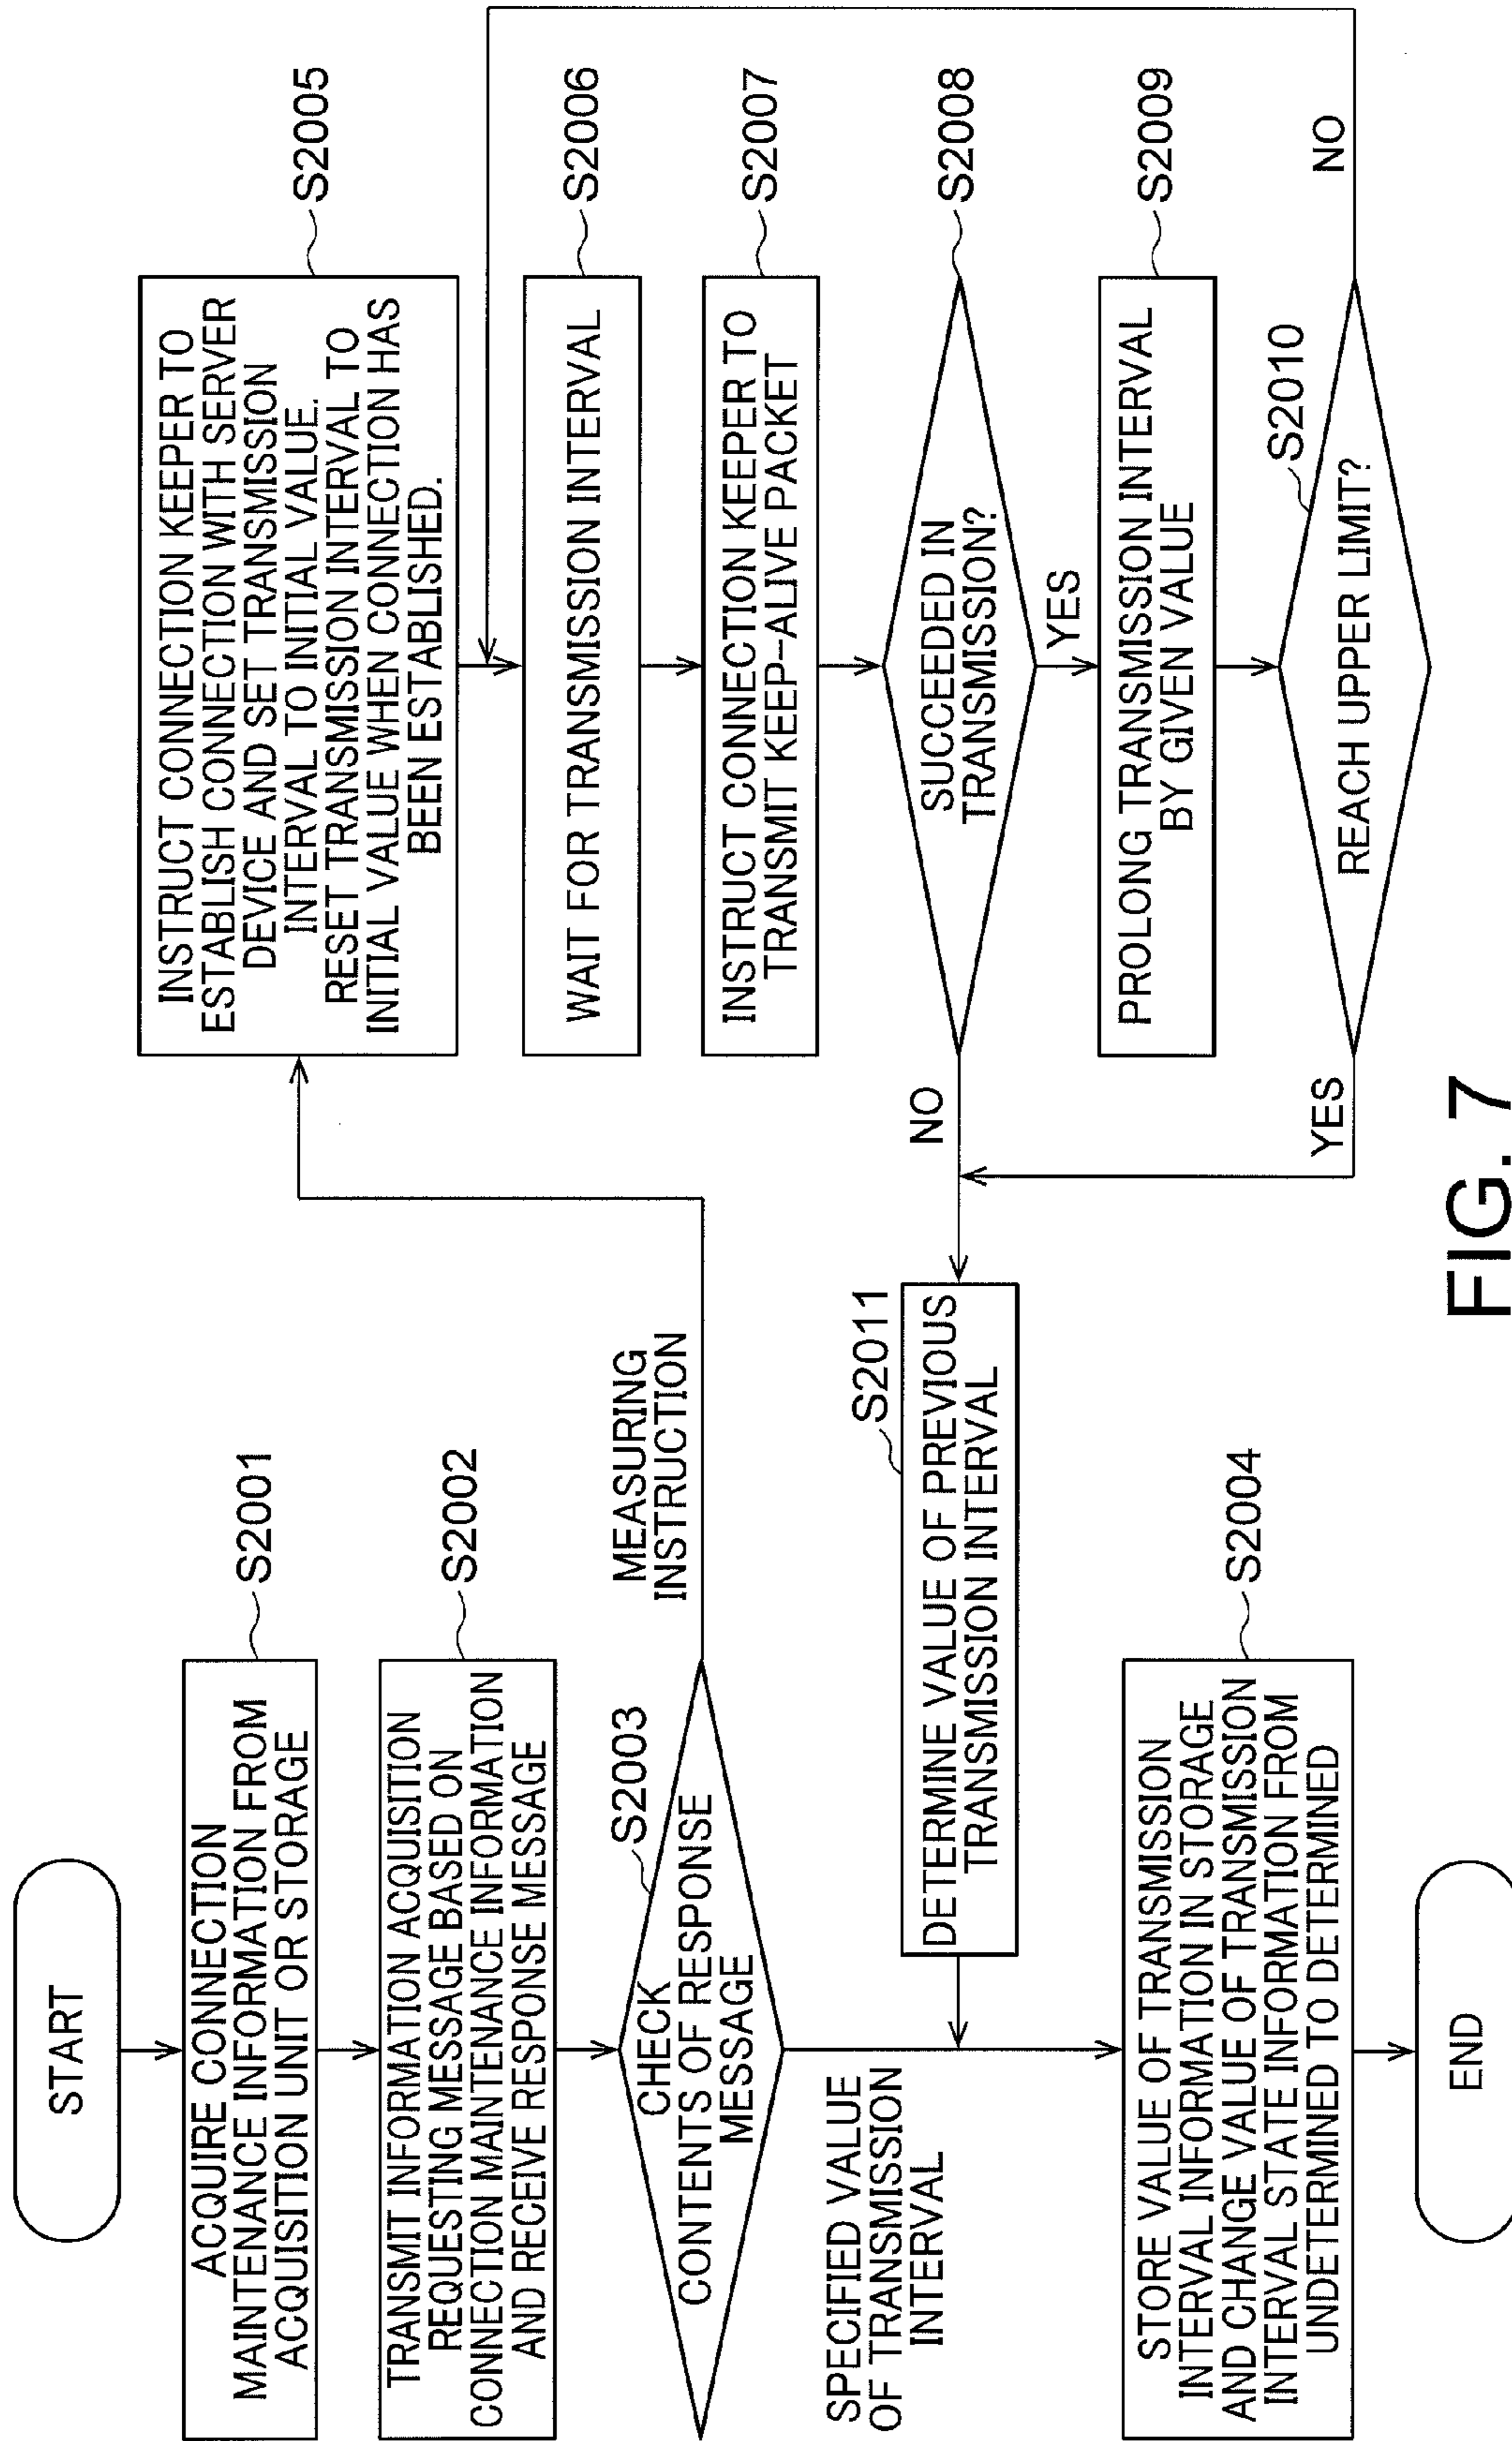 START
ACQUIRE CONNECTION
MAINTENANCE INFORMATION FROM
ACQUISITION UNIT OR STORAGE
S2001
TRANSMIT INFORMATION ACQUISITION
REQUESTING MESSAGE BASED ON
CONNECTION MAINTENANCE INFORMATION
AND RECEIVE RESPONSE MESSAGE
S2002
CHECK
CONTENTS OF RESPONSE
MESSAGE
S2003
MEASURING
INSTRUCTION
SPECIFIED VALUE
OF TRANSMISSION
INTERVAL
STORE VALUE OF TRANSMISSION
INTERVAL INFORMATION IN STORAGE
AND CHANGE VALUE OF TRANSMISSION
INTERVAL STATE INFORMATION FROM
UNDETERMINED TO DETERMINED
S2004
END
INSTRUCT CONNECTION KEEPER TO
ESTABLISH CONNECTION WITH SERVER
DEVICE AND SET TRANSMISSION
INTERVAL TO INITIAL VALUE.
RESET TRANSMISSION INTERVAL TO
INITIAL VALUE WHEN CONNECTION HAS
BEEN ESTABLISHED.
S2005
WAIT FOR TRANSMISSION INTERVAL
S2006
INSTRUCT CONNECTION KEEPER TO
TRANSMIT KEEP-ALIVE PACKET
S2007
SUCCEEDED IN
TRANSMISSION?
S2008
NO
YES
PROLONG TRANSMISSION INTERVAL
BY GIVEN VALUE
S2009
REACH UPPER LIMIT?
S2010
YES
NO
DETERMINE VALUE OF PREVIOUS
TRANSMISSION INTERVAL
S2011
FIG. 7